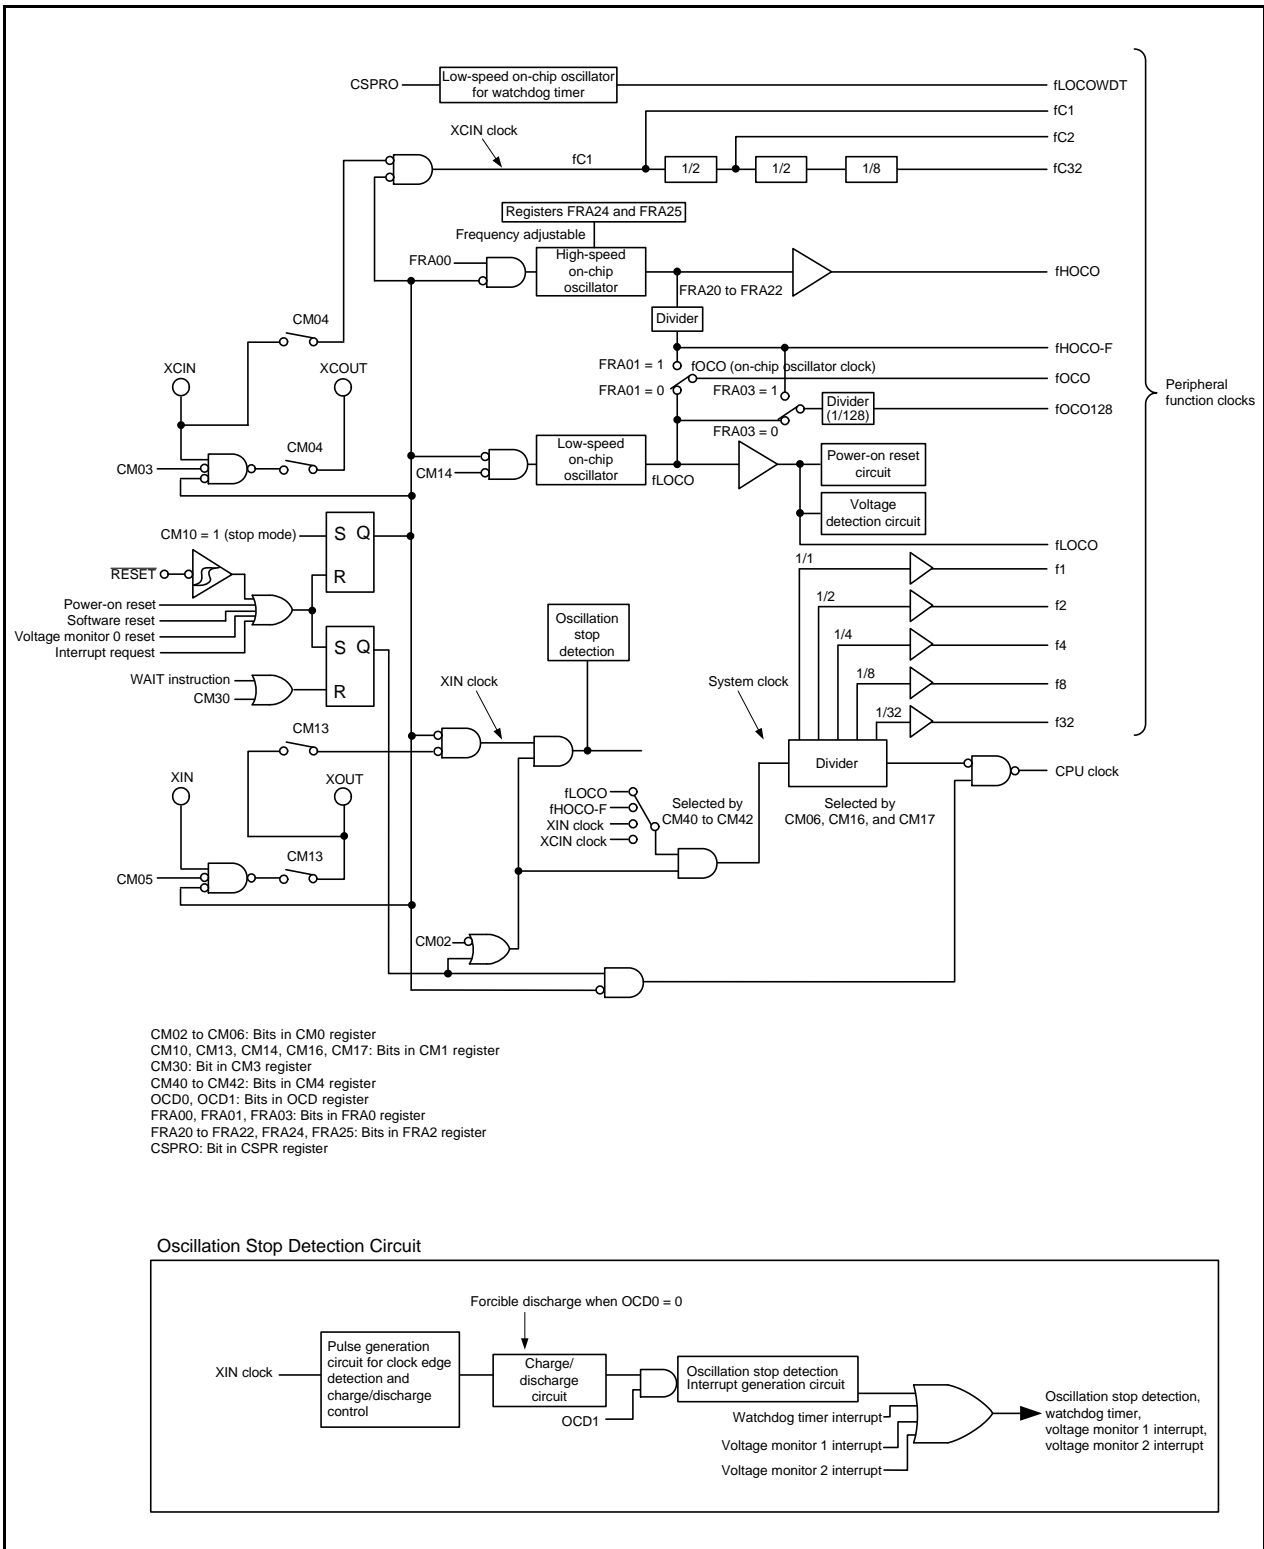 CSPRO
Low-speed on-chip oscillator
for watchdog timer
fLOCOWDT
fC1
XCIN clock
fC2
fC1
1/2
1/2
1/8
fC32
Registers FRA24 and FRA25
Frequency adjustable
FRA00
High-speed
on-chip
oscillator
FRA20 to FRA22
fHOCO
Divider
CM04
fHOCO-F
FRA01 = 1
fOCO (on-chip oscillator clock)
XCIN
XCOUT
fOCO
FRA01 = 0
FRA03 = 1
Divider
(1/128)
fOCO128
Peripheral
function clocks
FRA03 = 0
CM04
CM03
Low-speed
on-chip
oscillator
CM14
fLOCO
Power-on reset
circuit
Voltage
detection circuit
CM10 = 1 (stop mode)
S Q
R
fLOCO
RESET
1/1
f1
Power-on reset
Software reset
Voltage monitor 0 reset
Interrupt request
1/2
f2
Oscillation
stop
detection
S Q
R
1/4
f4
WAIT instruction
CM30
XIN clock
System clock
1/8
f8
1/32
f32
CM13
Divider
CPU clock
XIN
XOUT
fLOCO
fHOCO-F
XIN clock
XCIN clock
Selected by
CM40 to CM42
Selected by
CM06, CM16, and CM17
CM13
CM05
CM02
CM02 to CM06: Bits in CM0 register
CM10, CM13, CM14, CM16, CM17: Bits in CM1 register
CM30: Bit in CM3 register
CM40 to CM42: Bits in CM4 register
OCD0, OCD1: Bits in OCD register
FRA00, FRA01, FRA03: Bits in FRA0 register
FRA20 to FRA22, FRA24, FRA25: Bits in FRA2 register
CSPRO: Bit in CSPR register
Oscillation Stop Detection Circuit
Forcible discharge when OCD0 = 0
XIN clock
Pulse generation
circuit for clock edge
detection and
charge/discharge
control
Charge/
discharge
circuit
OCD1
Oscillation stop detection
Interrupt generation circuit
Watchdog timer interrupt
Voltage monitor 1 interrupt
Voltage monitor 2 interrupt
Oscillation stop detection,
watchdog timer,
voltage monitor 1 interrupt,
voltage monitor 2 interrupt